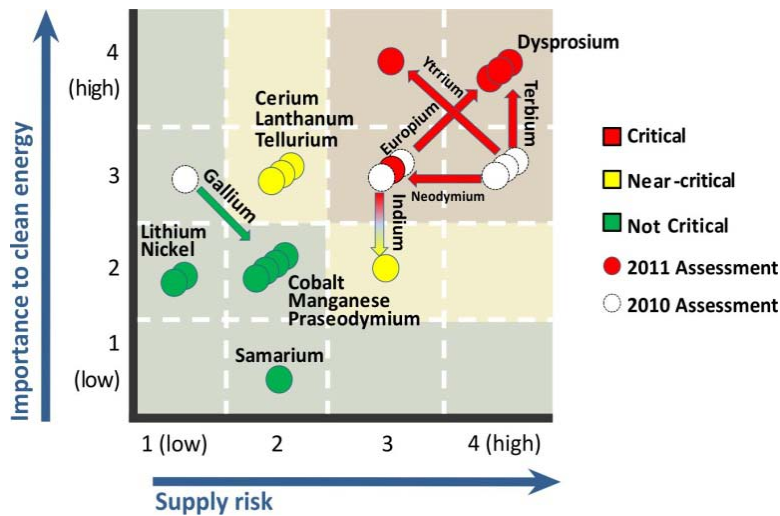 Importance to clean energy
4
(high)
3
2
1
(low)
Dysprosium
Ytrrium
Europium
Terbium
Cerium
Lanthanum
Tellurium
Gallium
Neodymium
Indium
Lithium
Nickel
Cobalt
Manganese
Praseodymium
Samarium
Critical
Near-critical
Not Critical
2011 Assessment
2010 Assessment
1 (low)
2
3
4 (high)
Supply risk